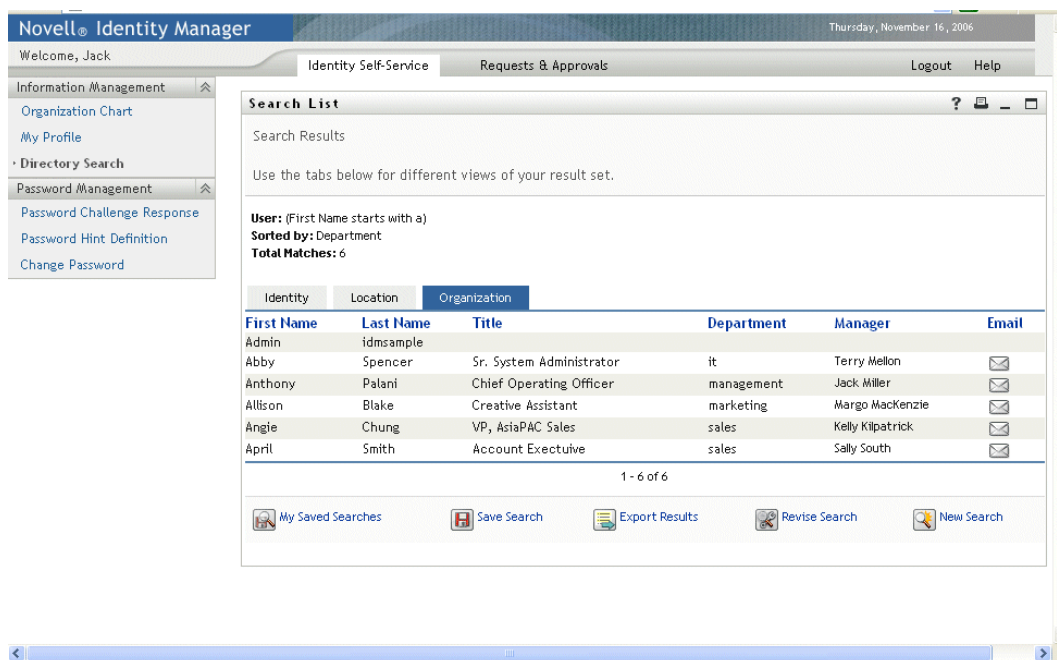 Novell® Identity Manager
Thursday, November 16, 2006
Welcome, Jack
Identity Self-Service Requests & Approvals Logout Help
Information Management
Organization Chart
My Profile
Directory Search
Password Management
Password Challenge Response
Password Hint Definition
Change Password
Search List ?
Search Results
Use the tabs below for different views of your result set.
User: (First Name starts with a)
Sorted by: Department
Total Matches: 6
Identity Location Organization
First Name Last Name Title Department Manager Email
Admin idmsample
Abby Spencer Sr. System Administrator it Terry Mellon
Anthony Palani Chief Operating Officer management Jack Miller
Allison Blake Creative Assistant marketing Margo MacKenzie
Angie Chung VP, AsiaPAC Sales sales Kelly Kilpatrick
April Smith Account Exectuive sales Sally South
1 - 6 of 6
My Saved Searches Save Search Export Results Revise Search New Search